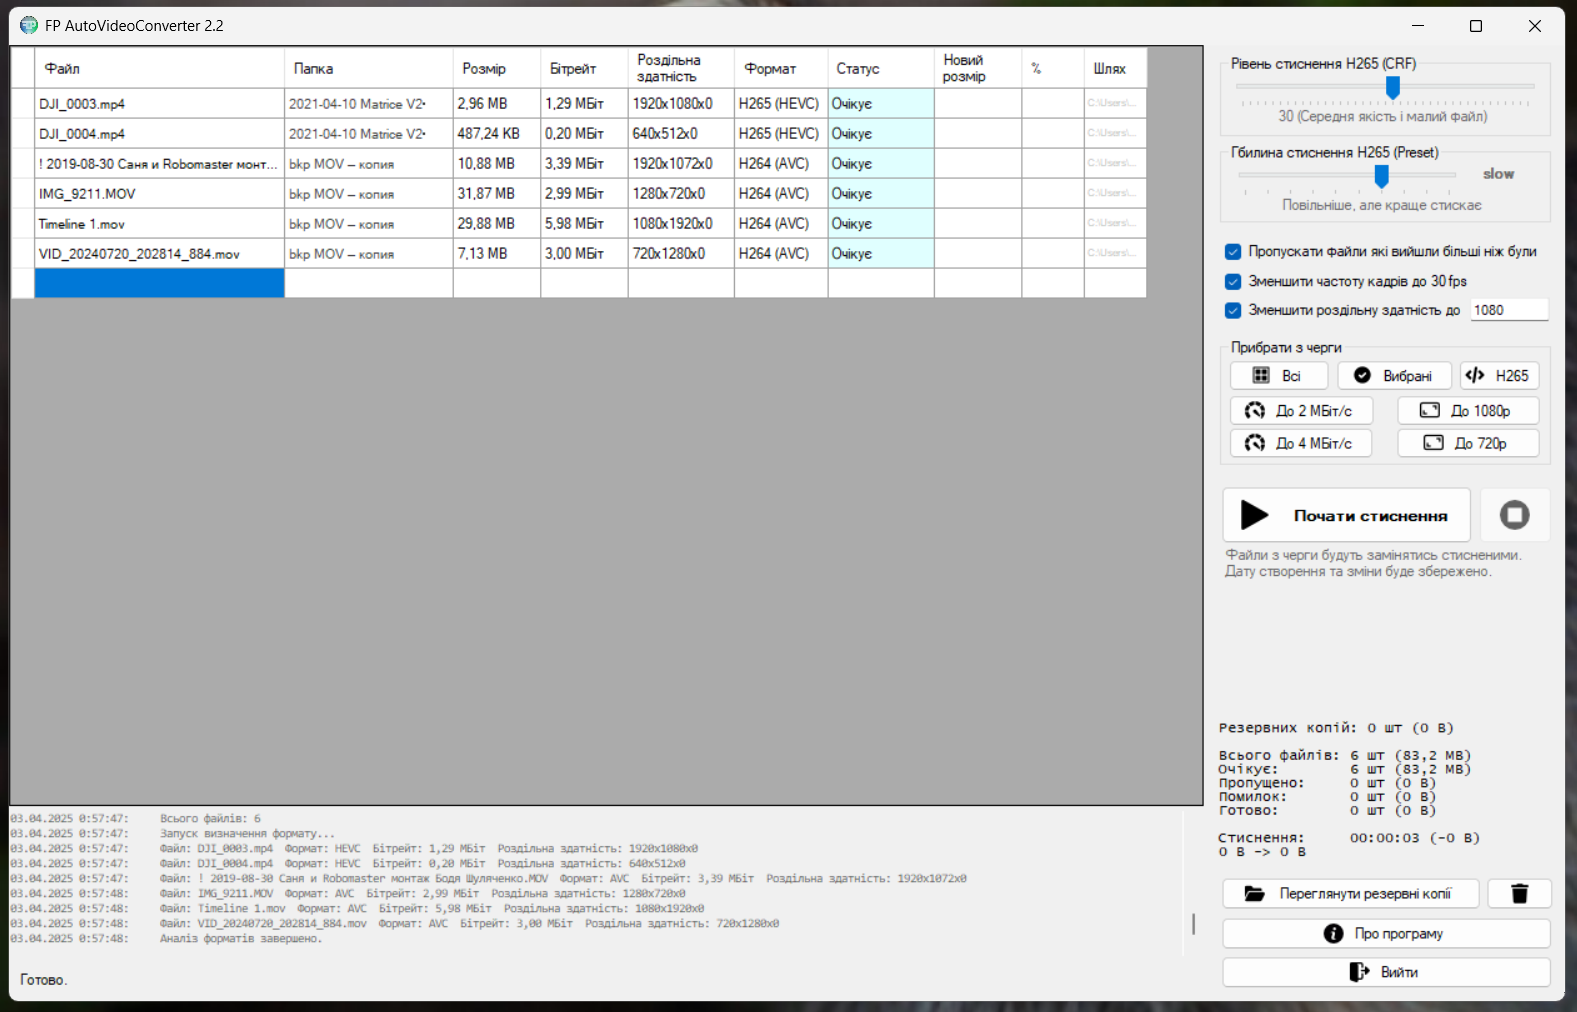 FP AutoVideoConverter 2.2
Файл Папка Розмір Бітрейт Роздільна здатність Формат Статус Новий розмір % Шлях
DJI_0003.mp4 2021-04-10 Matrice V2• 2,96 MB 1,29 МБіт 1920x1080x0 H265 (HEVC) Очікує C:\Users\...
DJI_0004.mp4 2021-04-10 Matrice V2• 487,24 KB 0,20 МБіт 640x512x0 H265 (HEVC) Очікує C:\Users\...
! 2019-08-30 Саня и Robomaster монт... bkp MOV – копия 10,88 MB 3,39 МБіт 1920x1072x0 H264 (AVC) Очікує C:\Users\...
IMG_9211.MOV bkp MOV – копия 31,87 MB 2,99 МБіт 1280x720x0 H264 (AVC) Очікує C:\Users\...
Timeline 1.mov bkp MOV – копия 29,88 MB 5,98 МБіт 1080x1920x0 H264 (AVC) Очікує C:\Users\...
VID_20240720_202814_884.mov bkp MOV – копия 7,13 MB 3,00 МБіт 720x1280x0 H264 (AVC) Очікує C:\Users\...
Рівень стиснення H265 (CRF)
30 (Середня якість і малий файл)
Гбилина стиснення H265 (Preset)
slow
Повільніше, але краще стискає
Пропускати файли які вийшли більші ніж були
Зменшити частоту кадрів до 30 fps
Зменшити роздільну здатність до 1080
Прибрати з черги
Всі Вибрані H265
До 2 МБіт/с До 1080p
До 4 МБіт/с До 720p
Почати стиснення
Файли з черги будуть замінятись стисненими.
Дату створення та зміни буде збережено.
Резервних копій: 0 шт (0 B)
Всього файлів: 6 шт (83,2 MB)
Очікує: 6 шт (83,2 MB)
Пропущено: 0 шт (0 B)
Помилок: 0 шт (0 B)
Готово: 0 шт (0 B)
Стиснення: 00:00:03 (-0 B)
0 B -> 0 B
Переглянути резервні копії
Про програму
Вийти
03.04.2025 0:57:47: Всього файлів: 6
03.04.2025 0:57:47: Запуск визначення формату...
03.04.2025 0:57:47: Файл: DJI_0003.mp4 Формат: HEVC Бітрейт: 1,29 МБіт Роздільна здатність: 1920x1080x0
03.04.2025 0:57:47: Файл: DJI_0004.mp4 Формат: HEVC Бітрейт: 0,20 МБіт Роздільна здатність: 640x512x0
03.04.2025 0:57:47: Файл: ! 2019-08-30 Саня и Robomaster монтаж Бодя Шуляченко.MOV Формат: AVC Бітрейт: 3,39 МБіт Роздільна здатність: 1920x1072x0
03.04.2025 0:57:48: Файл: IMG_9211.MOV Формат: AVC Бітрейт: 2,99 МБіт Роздільна здатність: 1280x720x0
03.04.2025 0:57:48: Файл: Timeline 1.mov Формат: AVC Бітрейт: 5,98 МБіт Роздільна здатність: 1080x1920x0
03.04.2025 0:57:48: Файл: VID_20240720_202814_884.mov Формат: AVC Бітрейт: 3,00 МБіт Роздільна здатність: 720x1280x0
03.04.2025 0:57:48: Аналіз форматів завершено.
Готово.